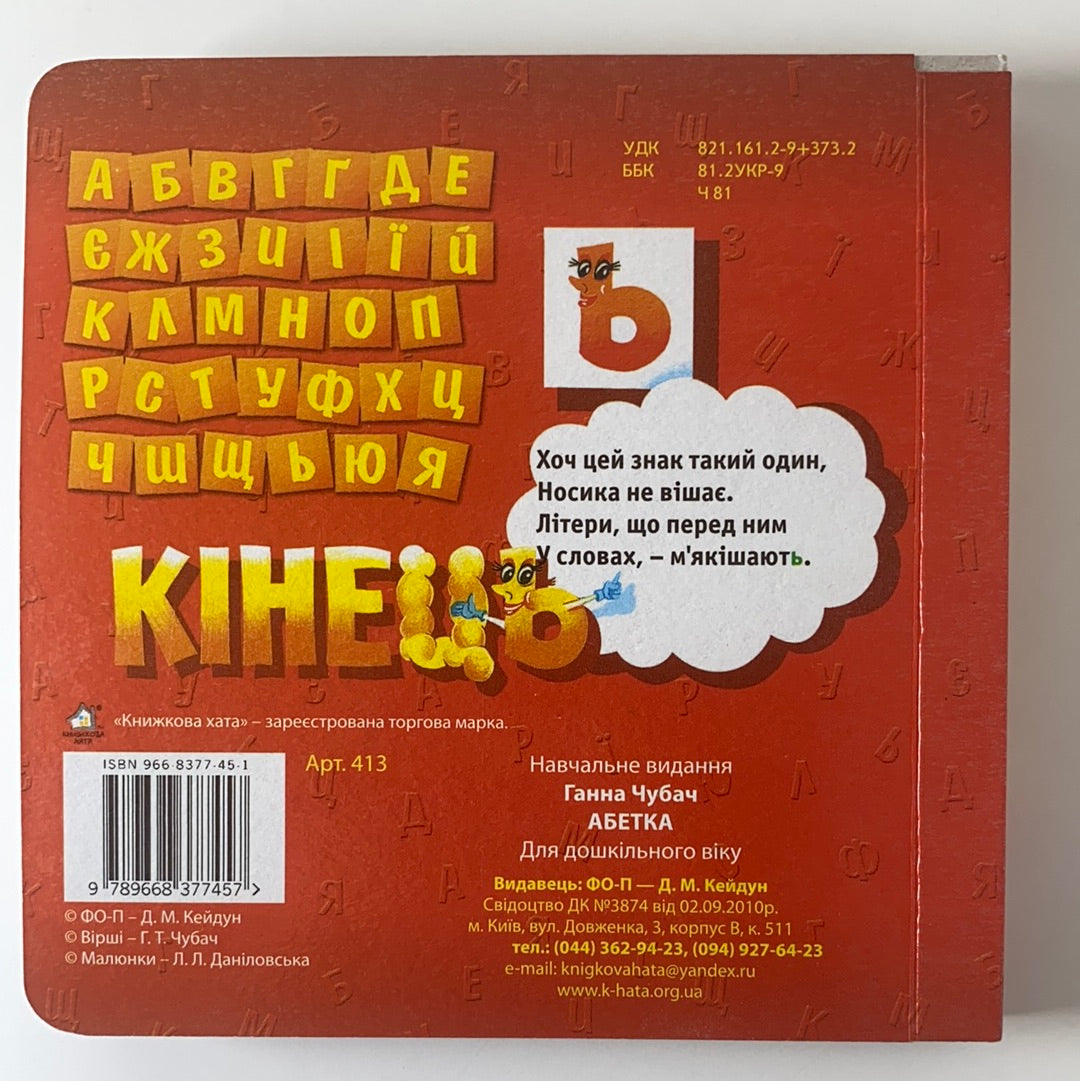 А Б В Г Ґ Д Е
Є Ж З И І Ї Й
К Л М Н О П
Р С Т У Ф Х Ц
Ч Ш Щ Ь Ю Я
УДК 821.161.2-9+373.2
ББК 81.2УКР-9
Ч 81
Ь
Хоч цей знак такий один,
Носика не вішає.
Літери, що перед ним
У словах, – м'якішають.
КІНЕЦЬ
КНИЖКОВА
ХАТА
«Книжкова хата» – зареєстрована торгова марка.
ISBN 966-8377-45-1
Арт. 413
9 789668 377457 >
© ФО-П – Д. М. Кейдун
© Вірші – Г. Т. Чубач
© Малюнки – Л. Л. Даніловська
Навчальне видання
Ганна Чубач
АБЕТКА
Для дошкільного віку
Видавець: ФО-П — Д. М. Кейдун
Свідоцтво ДК №3874 від 02.09.2010р.
м. Київ, вул. Довженка, 3, корпус В, к. 511
тел.: (044) 362-94-23, (094) 927-64-23
e-mail: knigkovahata@yandex.ru
www.k-hata.org.ua